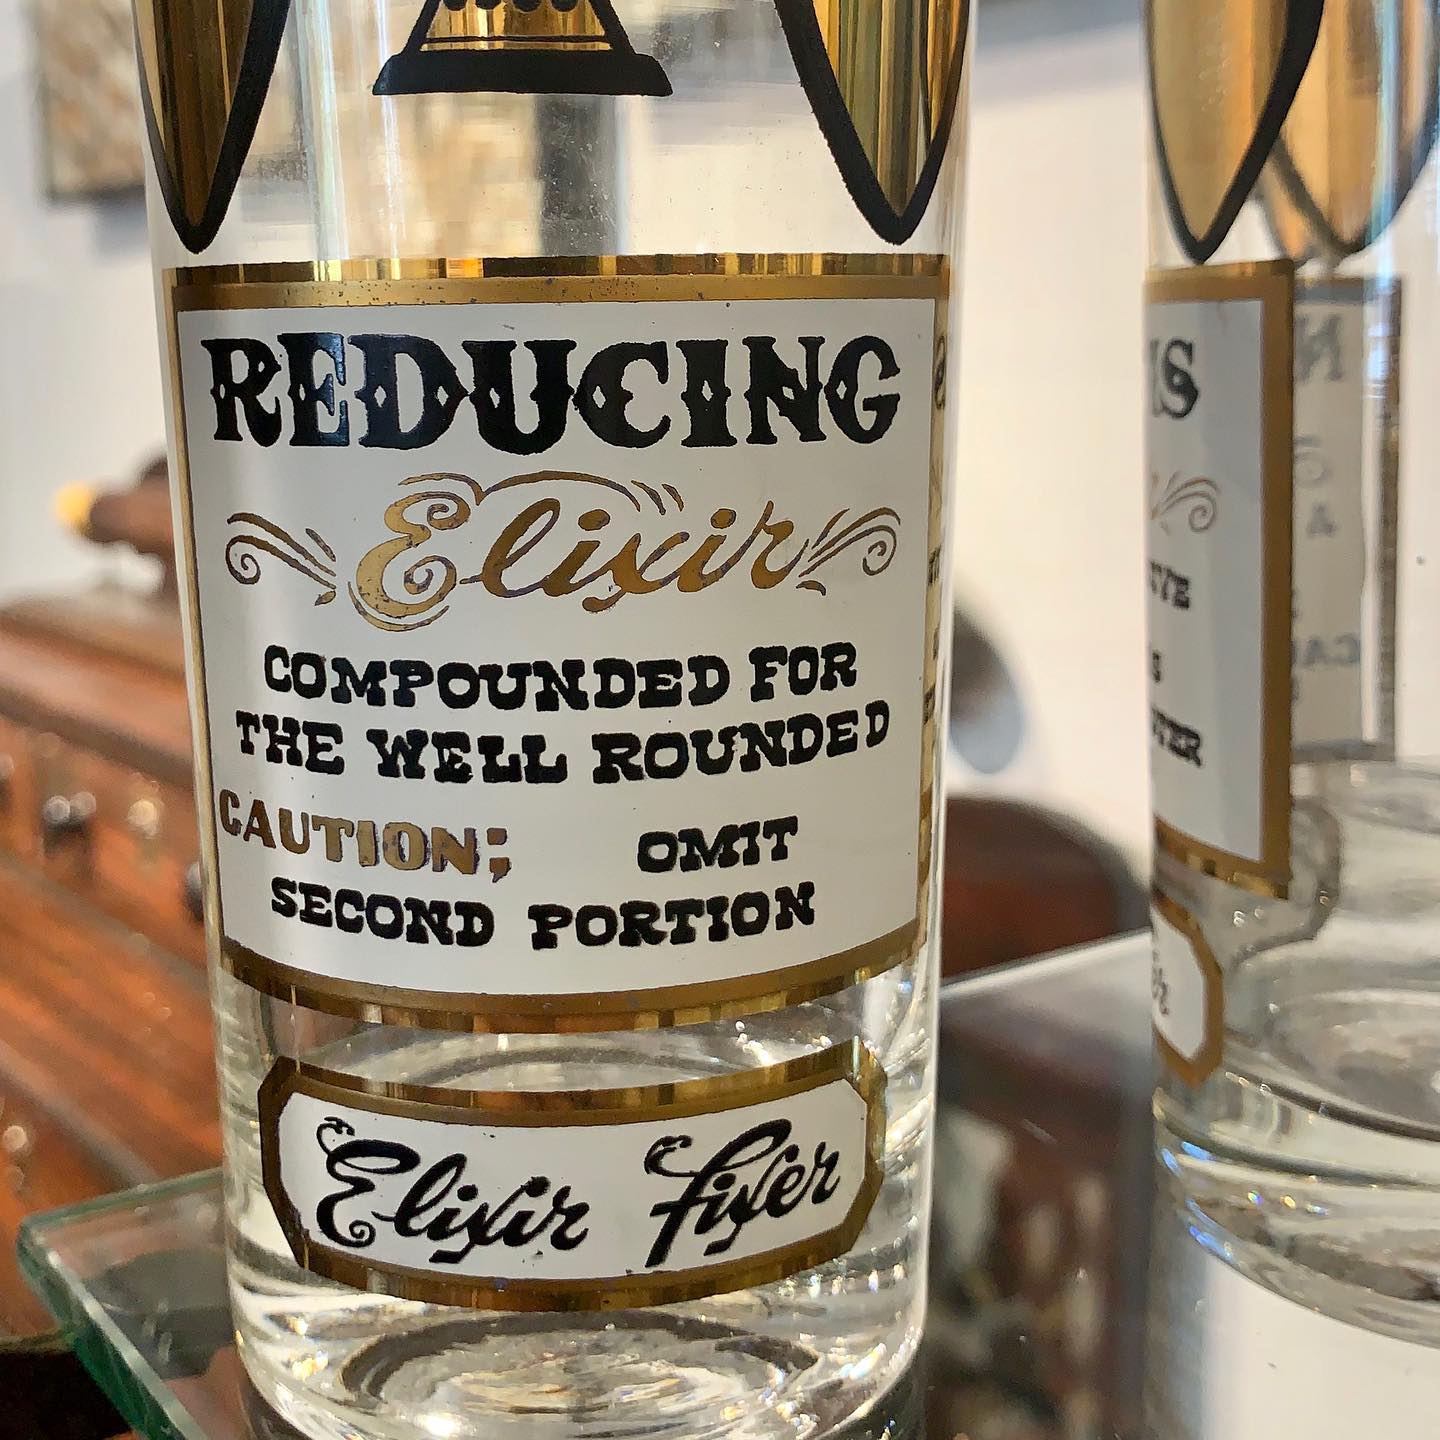 REDUCING
Elixir
COMPOUNDED FOR
THE WELL ROUNDED
CAUTION; OMIT
SECOND PORTION
Elixir Fixer